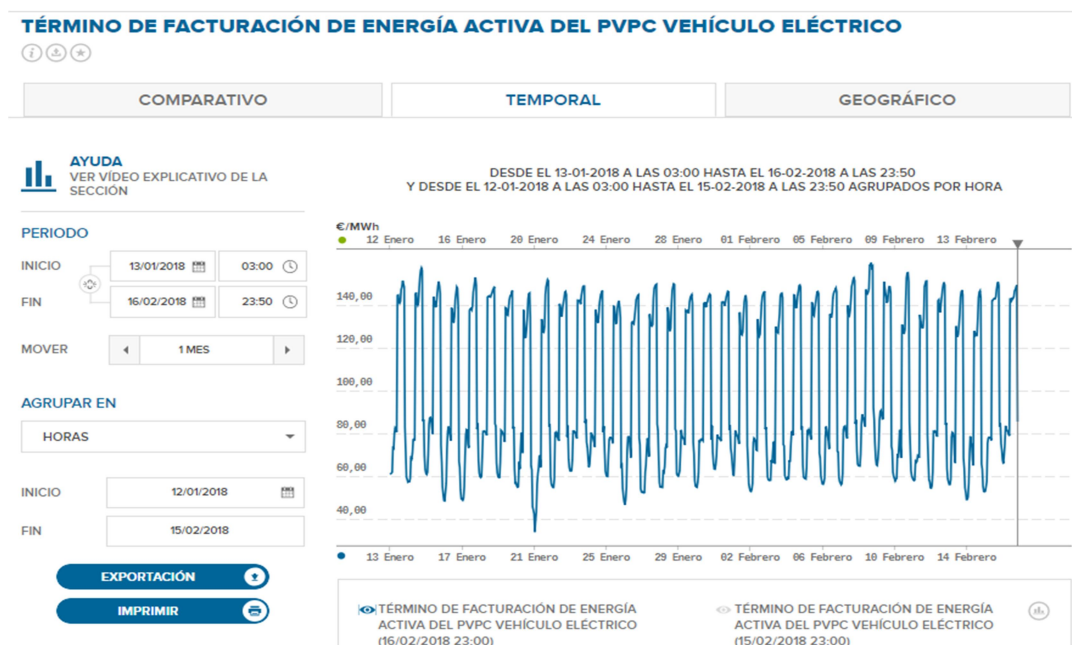 TÉRMINO DE FACTURACIÓN DE ENERGÍA ACTIVA DEL PVPC VEHÍCULO ELÉCTRICO
COMPARATIVO
TEMPORAL
GEOGRÁFICO
AYUDA
VER VÍDEO EXPLICATIVO DE LA
SECCIÓN
DESDE EL 13-01-2018 A LAS 03:00 HASTA EL 16-02-2018 A LAS 23:50
Y DESDE EL 12-01-2018 A LAS 03:00 HASTA EL 15-02-2018 A LAS 23:50 AGRUPADOS POR HORA
PERIODO
INICIO 13/01/2018 03:00
FIN 16/02/2018 23:50
MOVER 1 MES
AGRUPAR EN
HORAS
INICIO 12/01/2018
FIN 15/02/2018
EXPORTACIÓN
IMPRIMIR
€/MWh
12 Enero 16 Enero 20 Enero 24 Enero 28 Enero 01 Febrero 05 Febrero 09 Febrero 13 Febrero
140,00
120,00
100,00
80,00
60,00
40,00
13 Enero 17 Enero 21 Enero 25 Enero 29 Enero 02 Febrero 06 Febrero 10 Febrero 14 Febrero
TÉRMINO DE FACTURACIÓN DE ENERGÍA
ACTIVA DEL PVPC VEHÍCULO ELÉCTRICO
(16/02/2018 23:00)
TÉRMINO DE FACTURACIÓN DE ENERGÍA
ACTIVA DEL PVPC VEHÍCULO ELÉCTRICO
(15/02/2018 23:00)